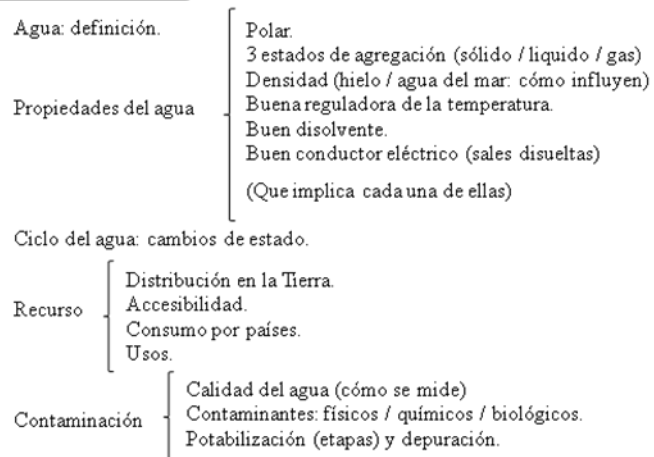 Agua: definición.
Propiedades del agua
Polar.
3 estados de agregación (sólido / liquido / gas)
Densidad (hielo / agua del mar: cómo influyen)
Buena reguladora de la temperatura.
Buen disolvente.
Buen conductor eléctrico (sales disueltas)
(Que implica cada una de ellas)
Ciclo del agua: cambios de estado.
Recurso
Distribución en la Tierra.
Accesibilidad.
Consumo por países.
Usos.
Contaminación
Calidad del agua (cómo se mide)
Contaminantes: físicos / químicos / biológicos.
Potabilización (etapas) y depuración.